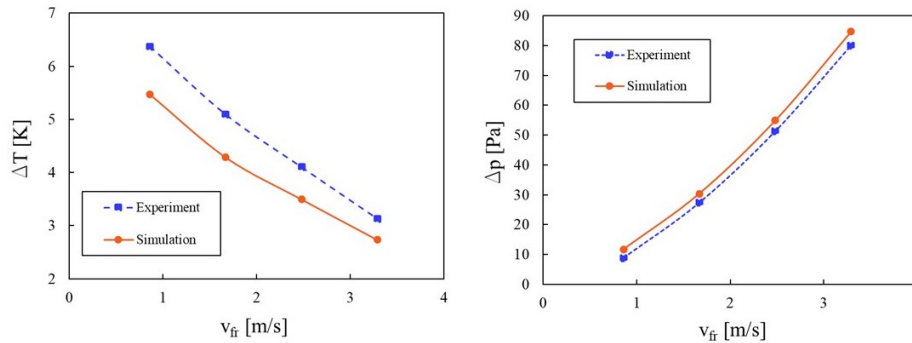 7
6
5
4
3
2
ΔT [K]
Experiment
Simulation
0 1 2 3 4
v_fr [m/s]
90
80
70
60
50
40
30
20
10
0
Δp [Pa]
Experiment
Simulation
0 1 2 3
v_fr [m/s]